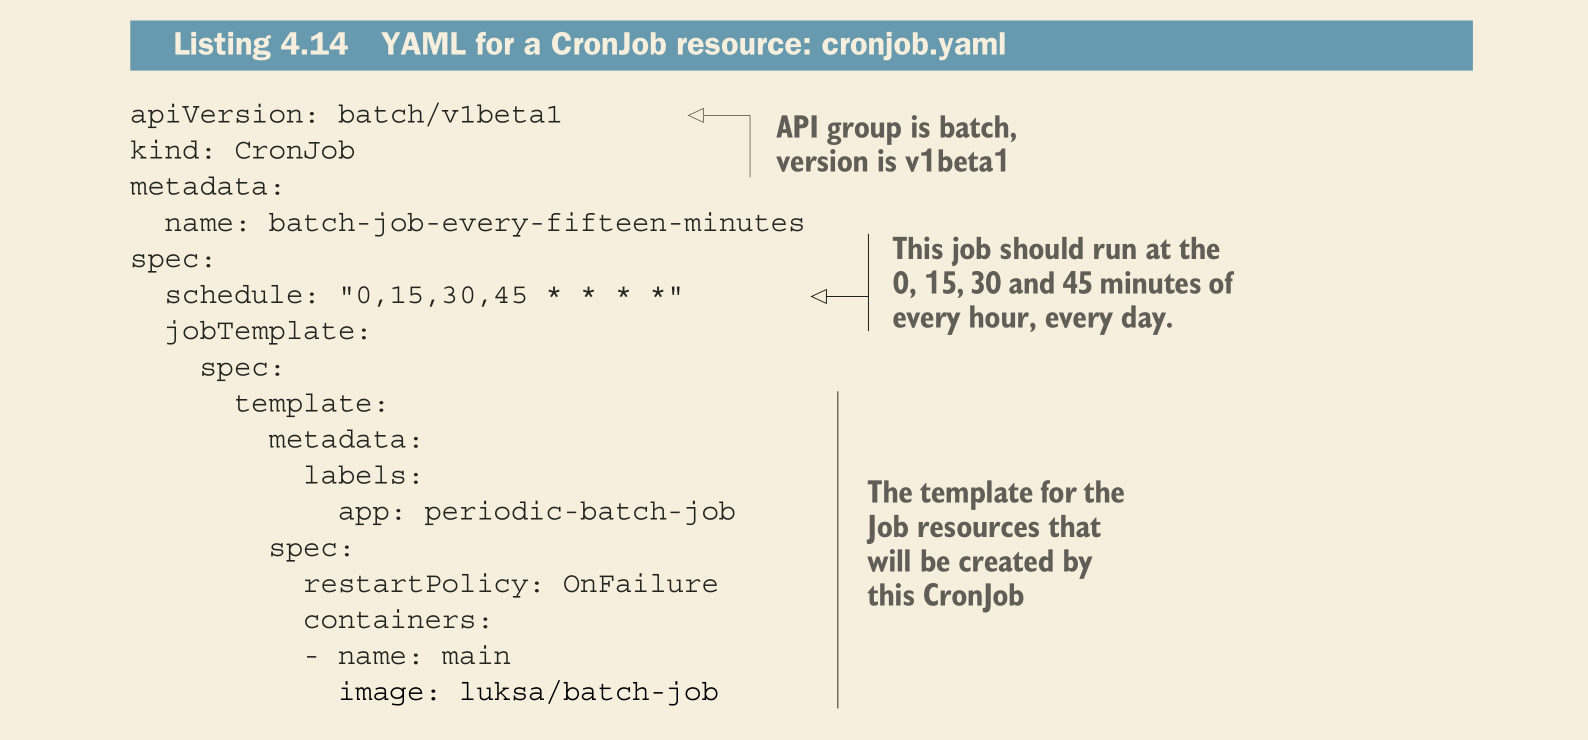 Listing 4.14 YAML for a CronJob resource: cronjob.yaml
apiVersion: batch/v1beta1
kind: CronJob
metadata:
  name: batch-job-every-fifteen-minutes
spec:
  schedule: "0,15,30,45 * * * *"
  jobTemplate:
    spec:
      template:
        metadata:
          labels:
            app: periodic-batch-job
        spec:
          restartPolicy: OnFailure
          containers:
          - name: main
            image: luksa/batch-job
API group is batch,
version is v1beta1
This job should run at the
0, 15, 30 and 45 minutes of
every hour, every day.
The template for the
Job resources that
will be created by
this CronJob